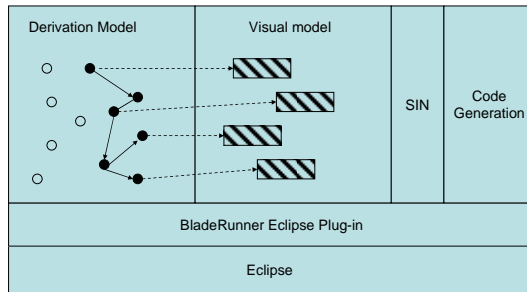 Derivation Model
Visual model
SIN
Code
Generation
BladeRunner Eclipse Plug-in
Eclipse